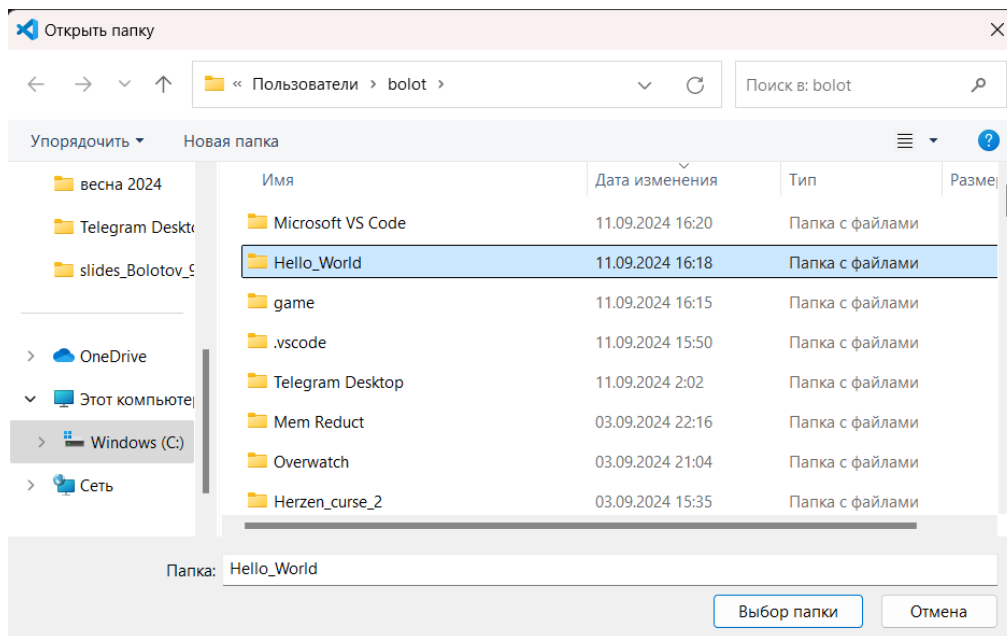 Открыть папку
« Пользователи > bolot >
Поиск в: bolot
Упорядочить
Новая папка
весна 2024
Telegram Deskt
slides_Bolotov_9
OneDrive
Этот компьютер
Windows (C:)
Сеть
Имя Дата изменения Тип Размер
Microsoft VS Code 11.09.2024 16:20 Папка с файлами
Hello_World 11.09.2024 16:18 Папка с файлами
game 11.09.2024 16:15 Папка с файлами
.vscode 11.09.2024 15:50 Папка с файлами
Telegram Desktop 11.09.2024 2:02 Папка с файлами
Mem Reduct 03.09.2024 22:16 Папка с файлами
Overwatch 03.09.2024 21:04 Папка с файлами
Herzen_curse_2 03.09.2024 15:35 Папка с файлами
Папка: Hello_World
Выбор папки
Отмена